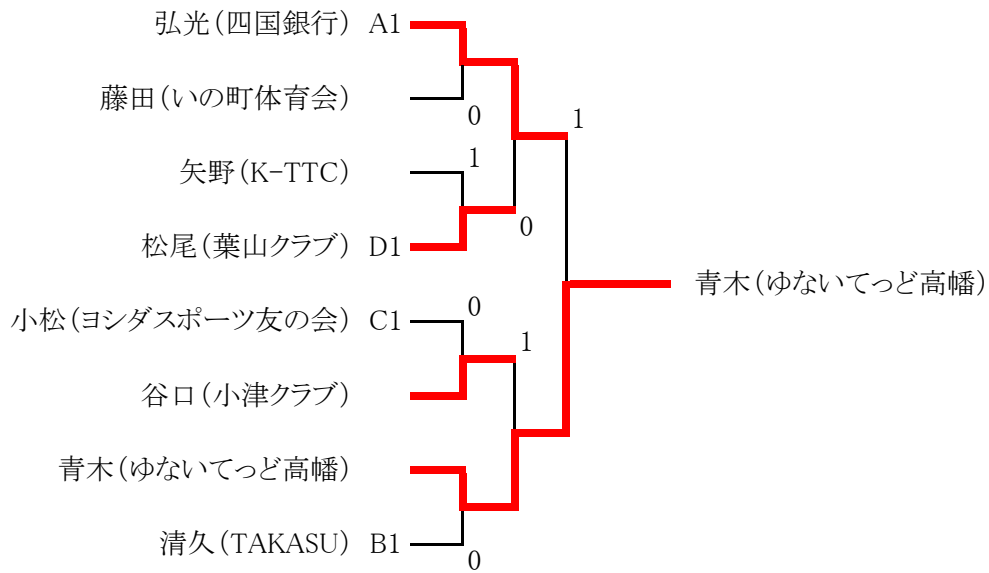 弘光(四国銀行) A1
藤田(いの町体育会)
0
1
矢野(K-TTC)
1
松尾(葉山クラブ) D1
0
青木(ゆないてっど高幡)
小松(ヨシダスポーツ友の会) C1
0
1
谷口(小津クラブ)
青木(ゆないてっど高幡)
清久(TAKASU) B1
0